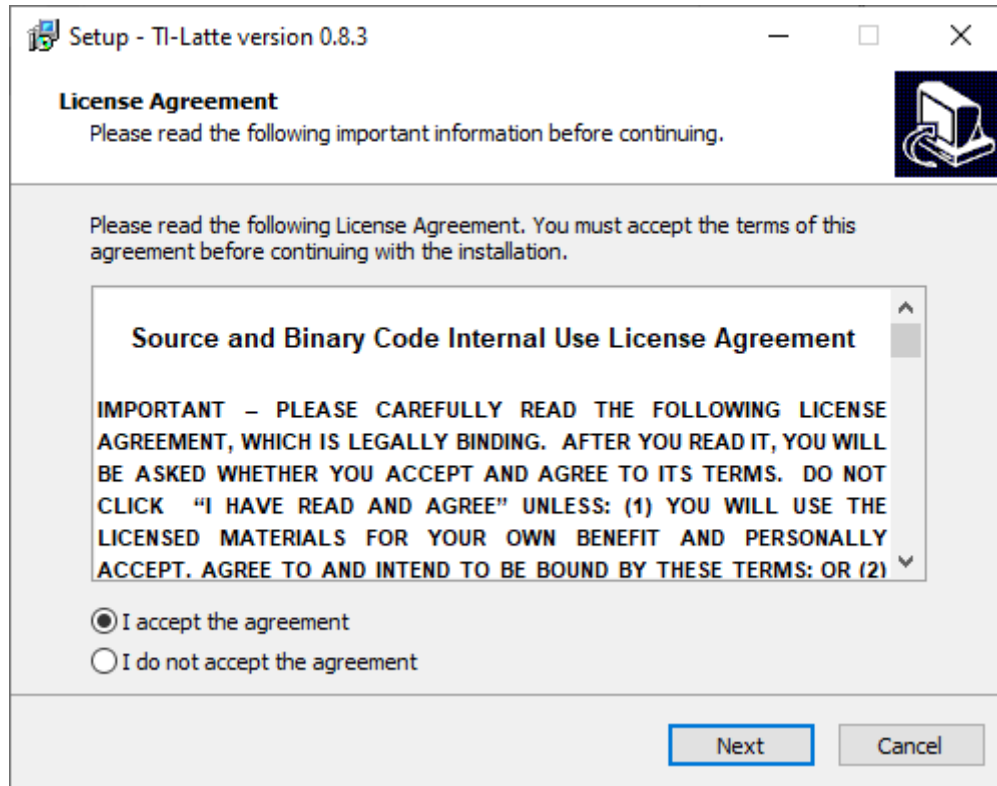 Setup - TI-Latte version 0.8.3
License Agreement
Please read the following important information before continuing.
Please read the following License Agreement. You must accept the terms of this
agreement before continuing with the installation.
Source and Binary Code Internal Use License Agreement
IMPORTANT – PLEASE CAREFULLY READ THE FOLLOWING LICENSE
AGREEMENT, WHICH IS LEGALLY BINDING. AFTER YOU READ IT, YOU WILL
BE ASKED WHETHER YOU ACCEPT AND AGREE TO ITS TERMS. DO NOT
CLICK “I HAVE READ AND AGREE” UNLESS: (1) YOU WILL USE THE
LICENSED MATERIALS FOR YOUR OWN BENEFIT AND PERSONALLY
ACCEPT, AGREE TO AND INTEND TO BE BOUND BY THESE TERMS; OR (2)
I accept the agreement
I do not accept the agreement
Next
Cancel